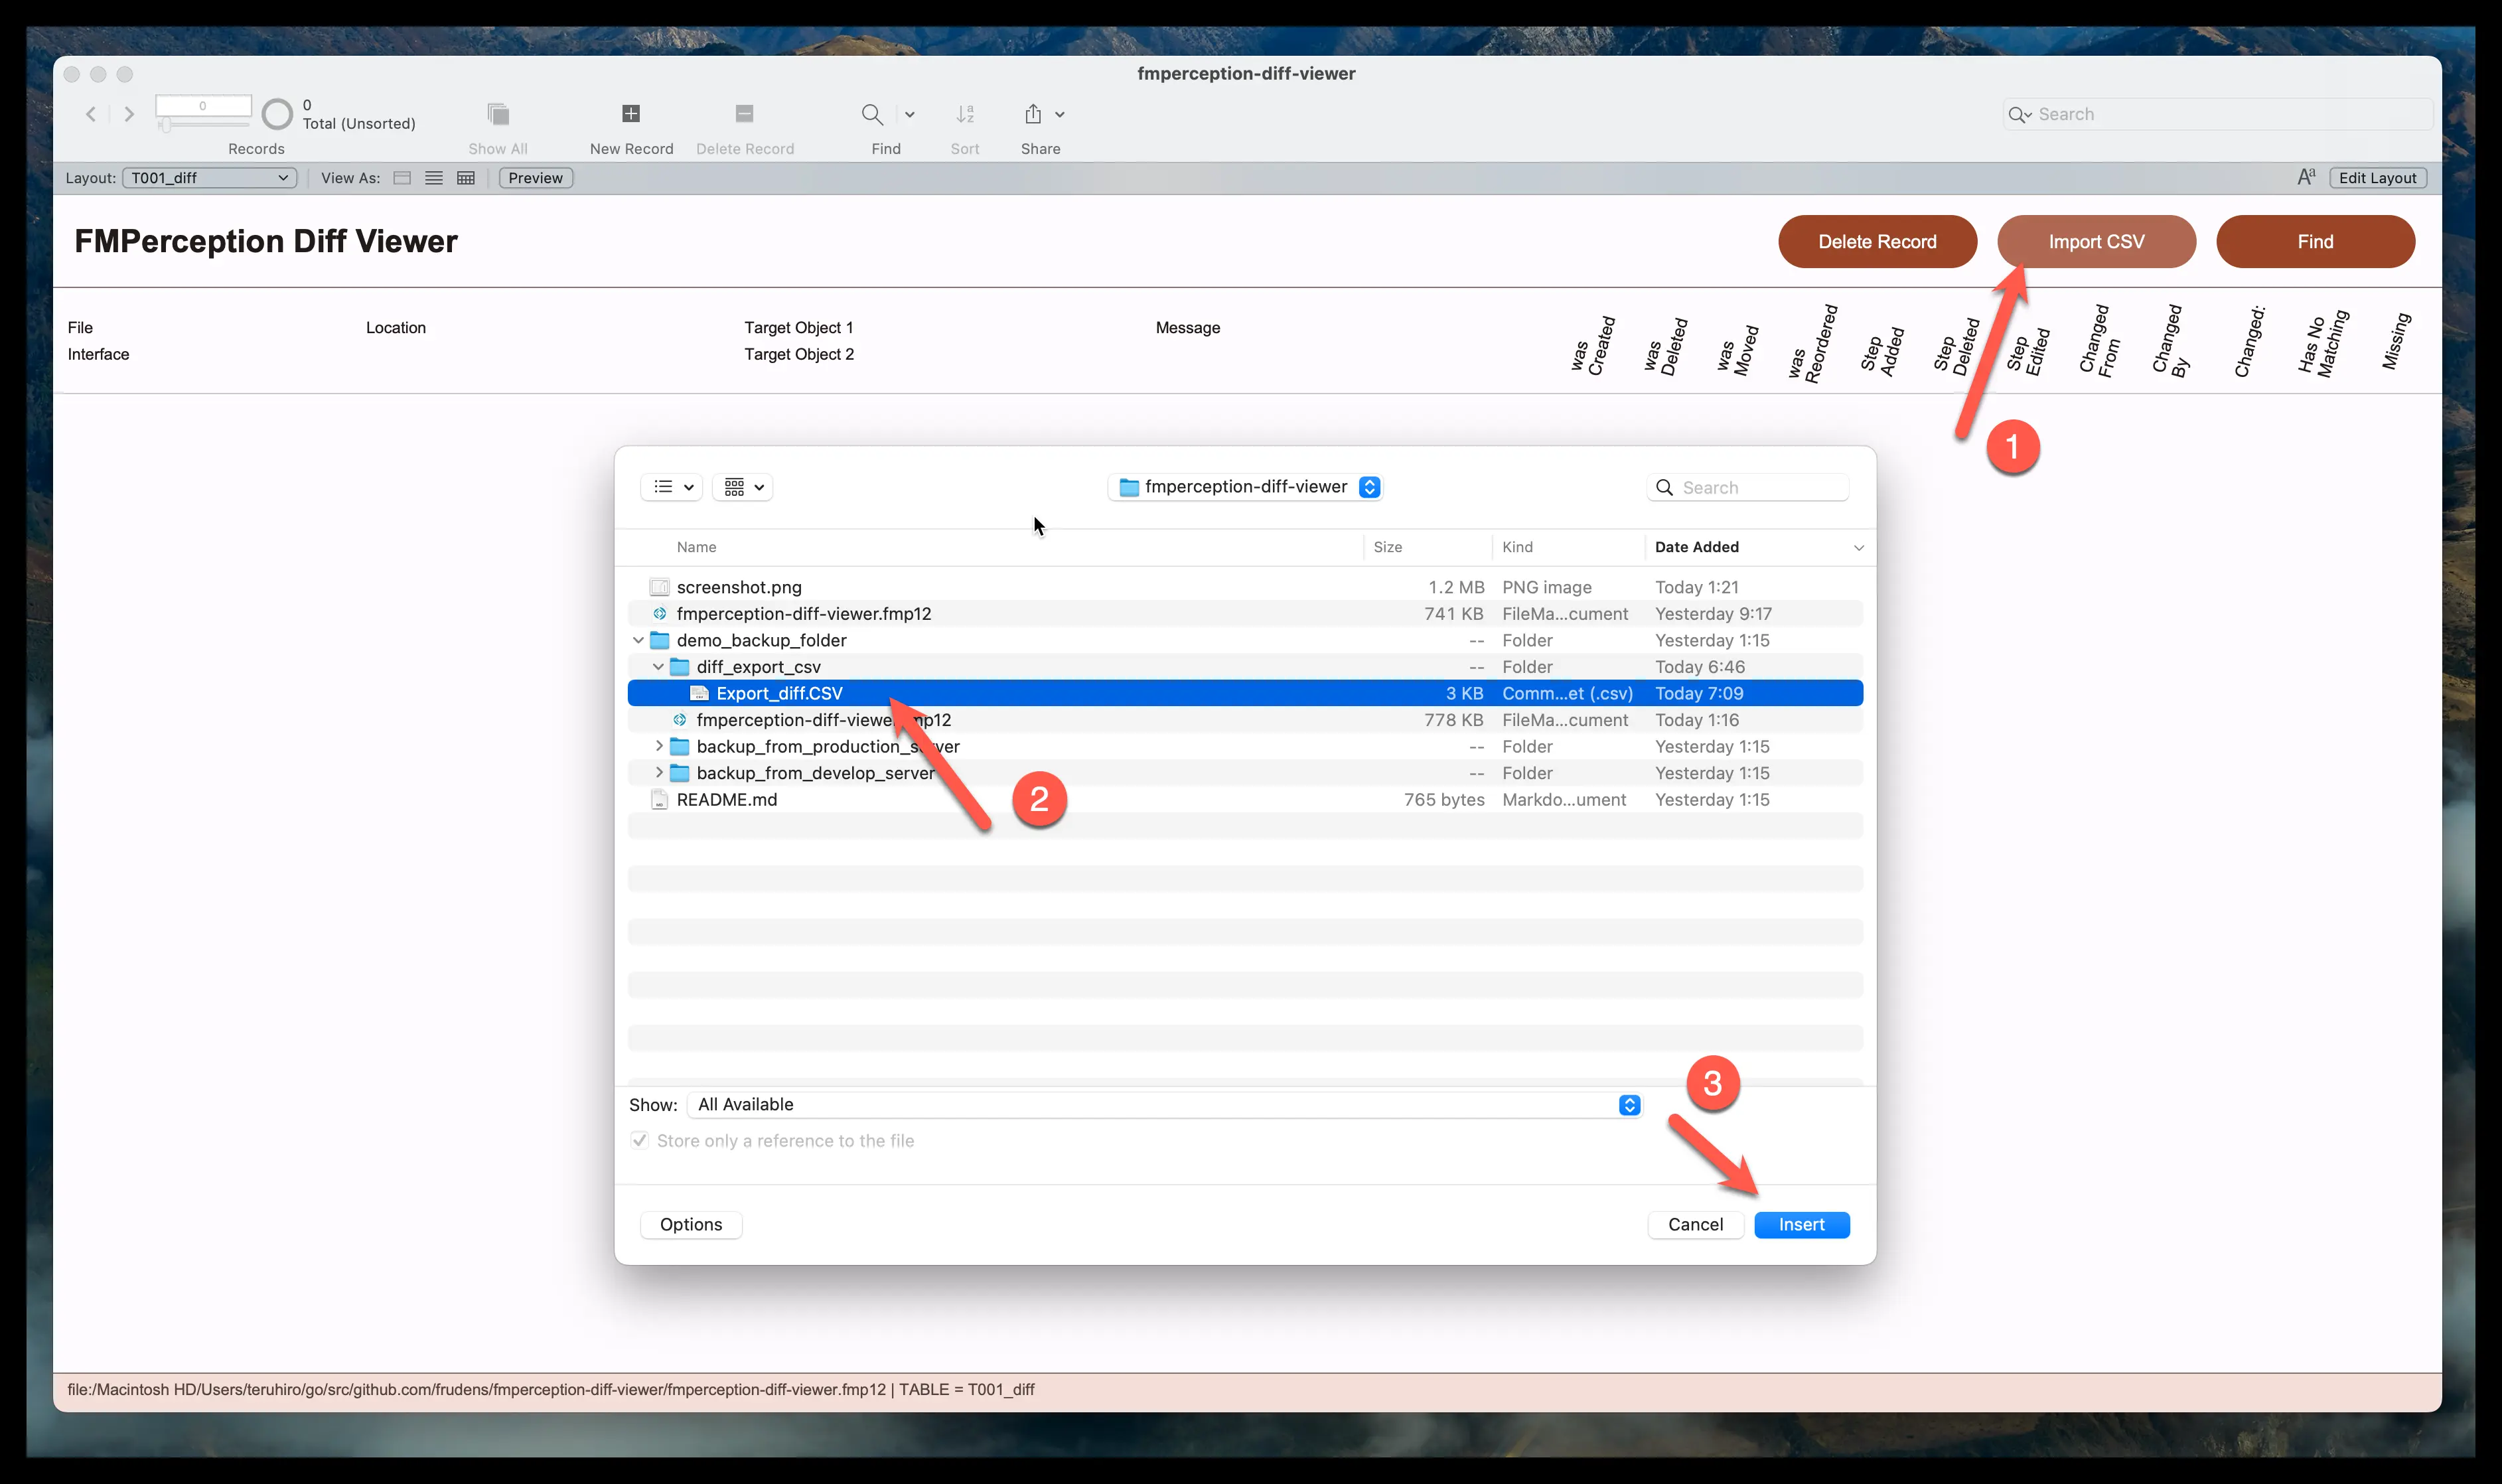 fmperception-diff-viewer
0
0
Total (Unsorted)
Records
Show All
New Record
Delete Record
Find
Sort
Share
Search
Layout: T001_diff
View As:
Preview
Aa
Edit Layout
FMPerception Diff Viewer
Delete Record
Import CSV
Find
File
Interface
Location
Target Object 1
Target Object 2
Message
was Created
was Deleted
was Moved
was Reordered
Step Added
Step Deleted
Step Edited
Changed From
Changed By
Changed:
Has No Matching
Missing
1
fmperception-diff-viewer
Search
Name Size Kind Date Added
screenshot.png 1.2 MB PNG image Today 1:21
fmperception-diff-viewer.fmp12 741 KB FileMa...cument Yesterday 9:17
demo_backup_folder -- Folder Yesterday 1:15
diff_export_csv -- Folder Today 6:46
Export_diff.CSV 3 KB Comm...et (.csv) Today 7:09
fmperception-diff-viewe mp12 778 KB FileMa...cument Today 1:16
backup_from_production_server -- Folder Yesterday 1:15
backup_from_develop_server -- Folder Yesterday 1:15
README.md 765 bytes Markdo...ument Yesterday 1:15
2
3
Show: All Available
Store only a reference to the file
Options
Cancel
Insert
file:/Macintosh HD/Users/teruhiro/go/src/github.com/frudens/fmperception-diff-viewer/fmperception-diff-viewer.fmp12 | TABLE = T001_diff